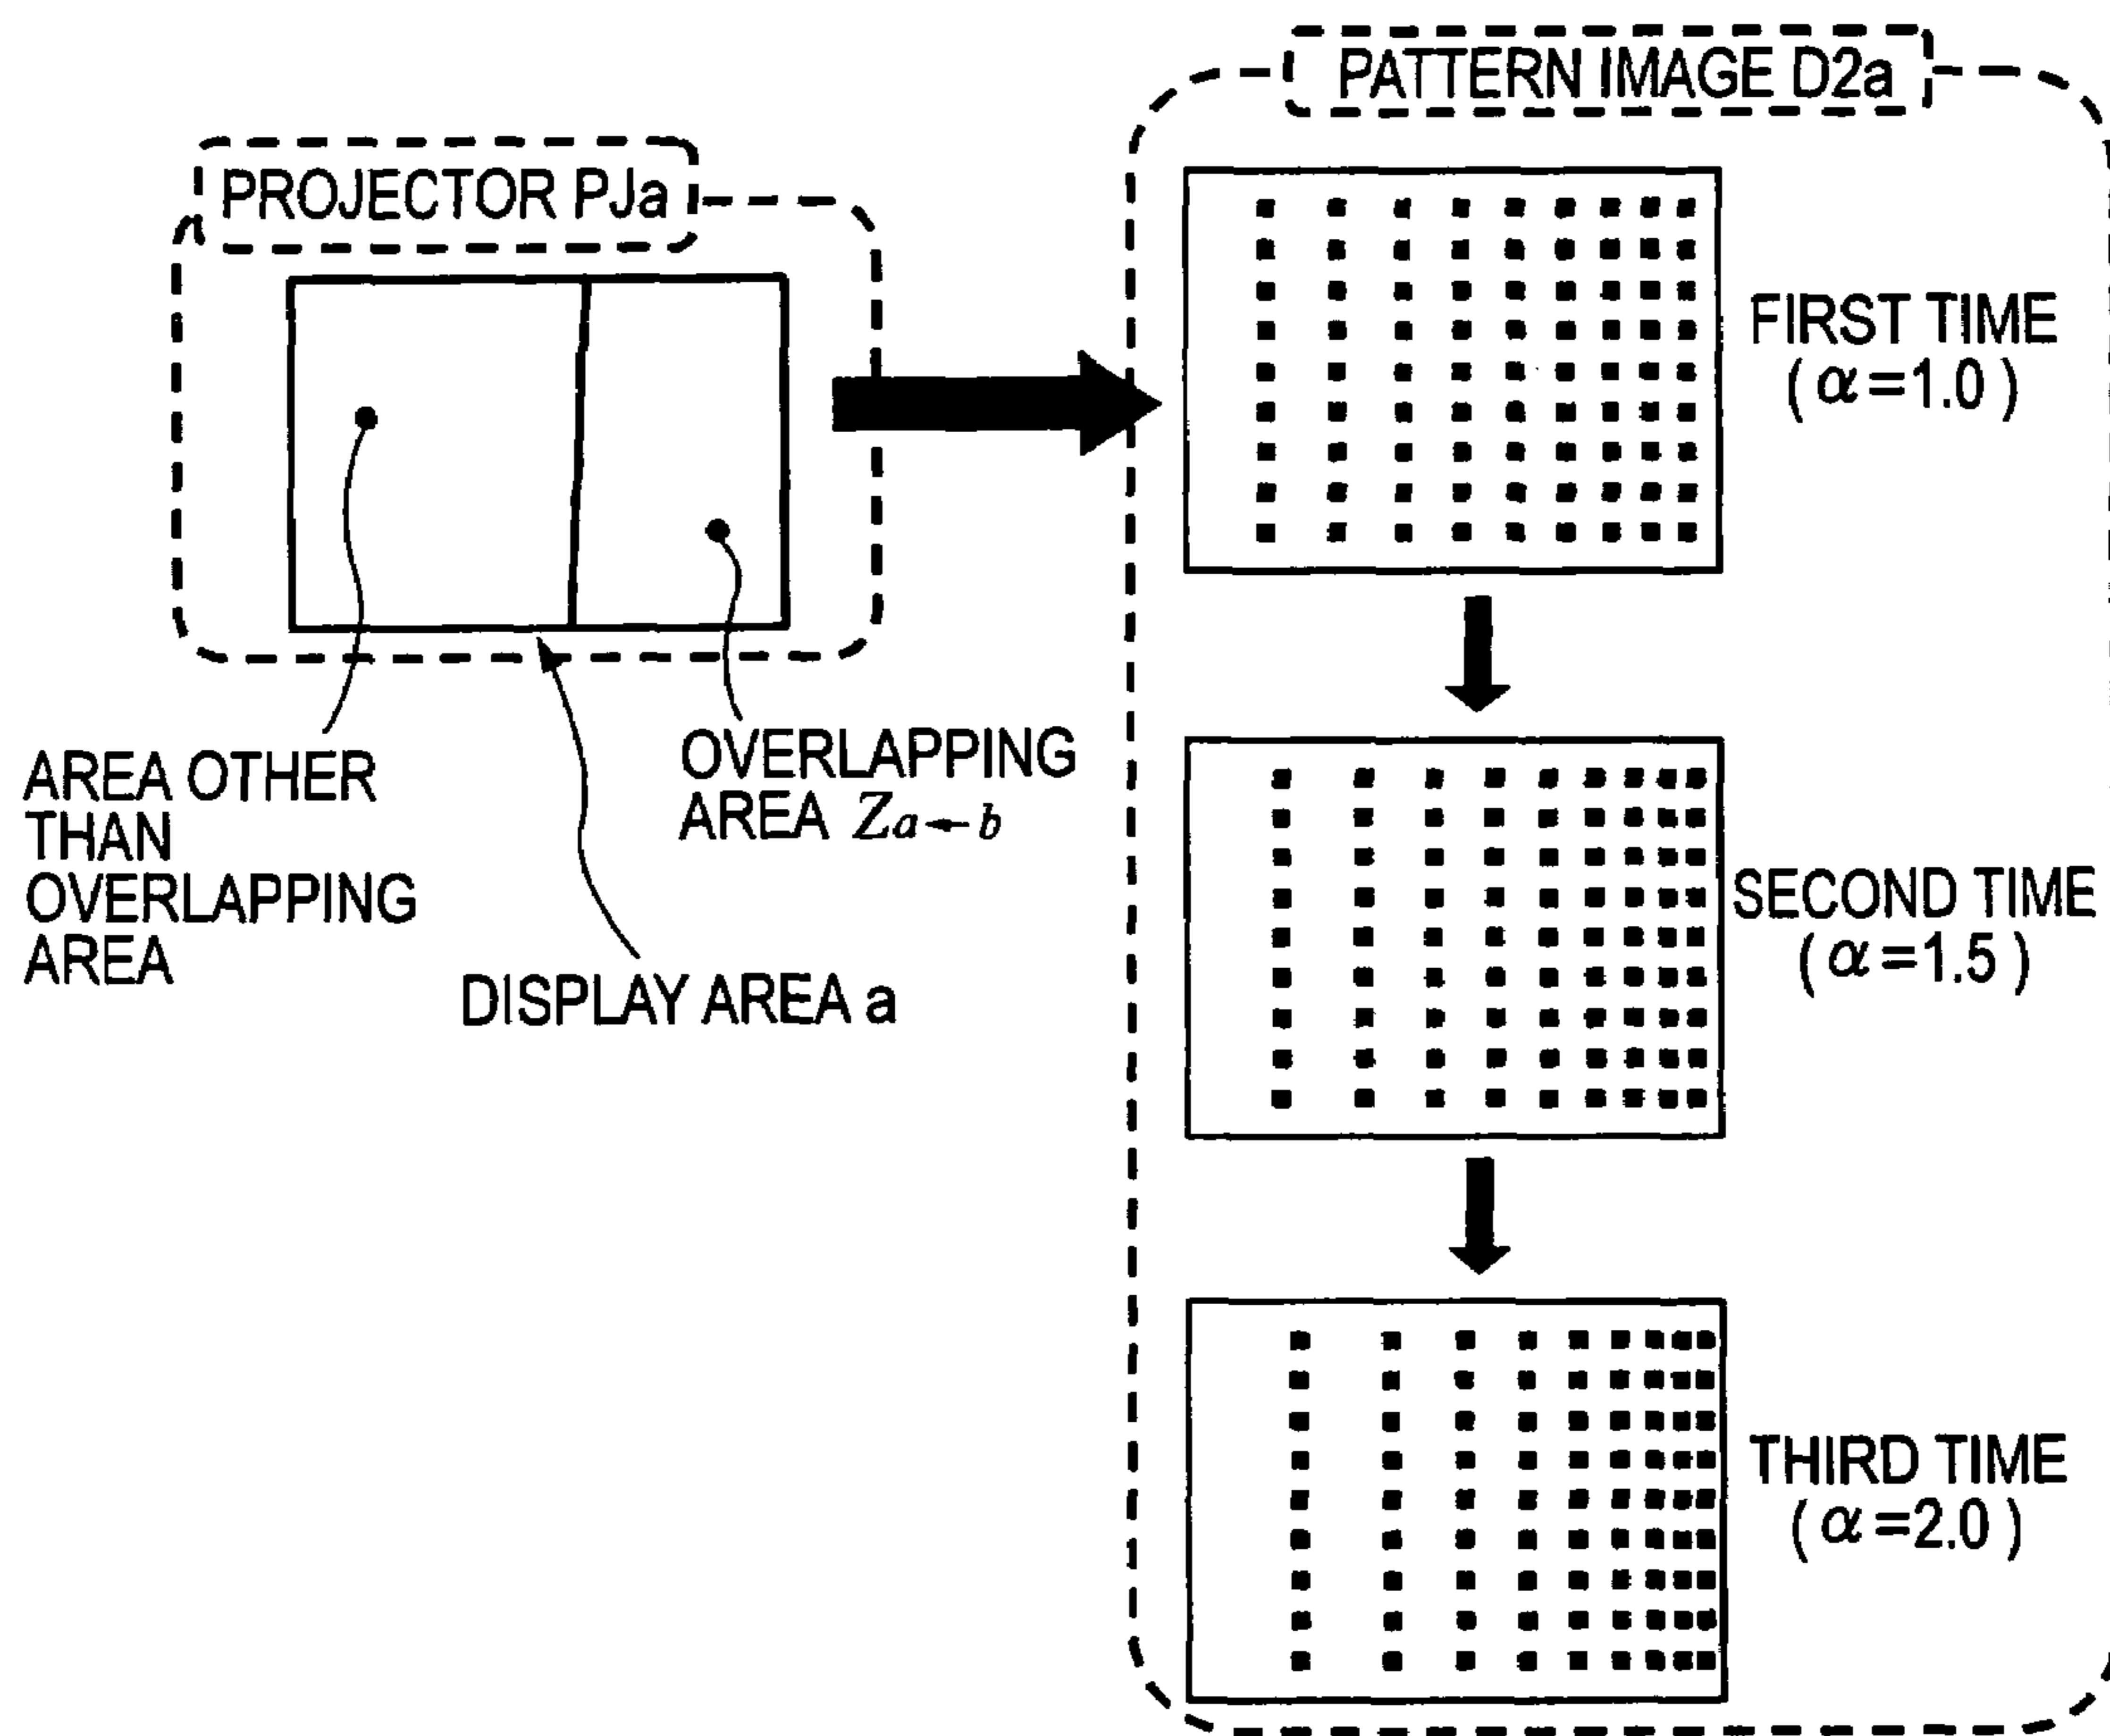 PATTERN IMAGE D2a
PROJECTOR PJa
FIRST TIME
(α=1.0)
AREA OTHER
THAN
OVERLAPPING
AREA
OVERLAPPING
AREA Za←b
DISPLAY AREA a
SECOND TIME
(α=1.5)
THIRD TIME
(α=2.0)